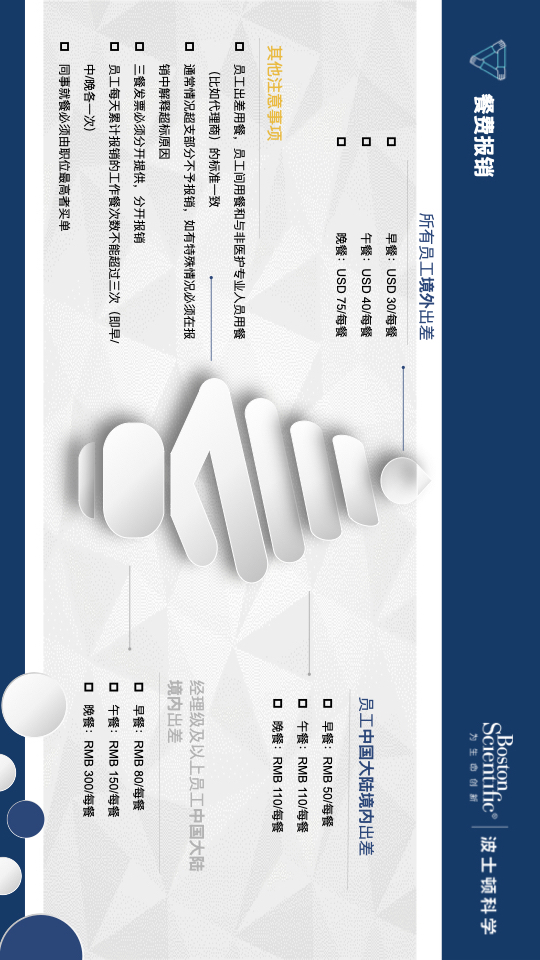 餐费报销
Boston
Scientific®
为生命创新
波士顿科学
所有员工境外出差
早餐：USD 30/每餐
午餐：USD 40/每餐
晚餐：USD 75/每餐
其他注意事项
员工出差用餐，员工间用餐和与非医护专业人员用餐
（比如代理商）的标准一致
通常情况超支部分不予报销，如有特殊情况必须在报
销中解释超标原因
三餐发票必须分开提供，分开报销
员工每天累计报销的工作餐次数不能超过三次（即早/
中/晚各一次）
同事就餐必须由职位最高者买单
员工中国大陆境内出差
早餐：RMB 50/每餐
午餐：RMB 110/每餐
晚餐：RMB 110/每餐
经理级及以上员工中国大陆
境内出差
早餐：RMB 80/每餐
午餐：RMB 150/每餐
晚餐：RMB 300/每餐